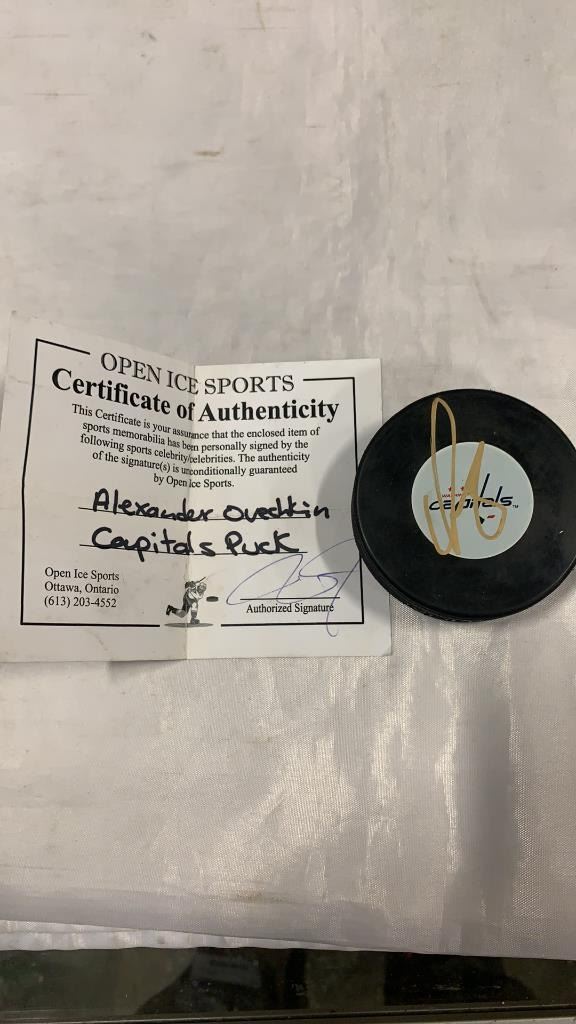 OPEN ICE SPORTS
Certificate of Authenticity
This Certificate is your assurance that the enclosed item of
sports memorabilia has been personally signed by the
following sports celebrity/celebrities. The authenticity
of the signature(s) is unconditionally guaranteed
by Open Ice Sports.
Alexander Ovechkin
Capitals Puck
Open Ice Sports
Ottawa, Ontario
(613) 203-4552
Authorized Signature
capitals
TM